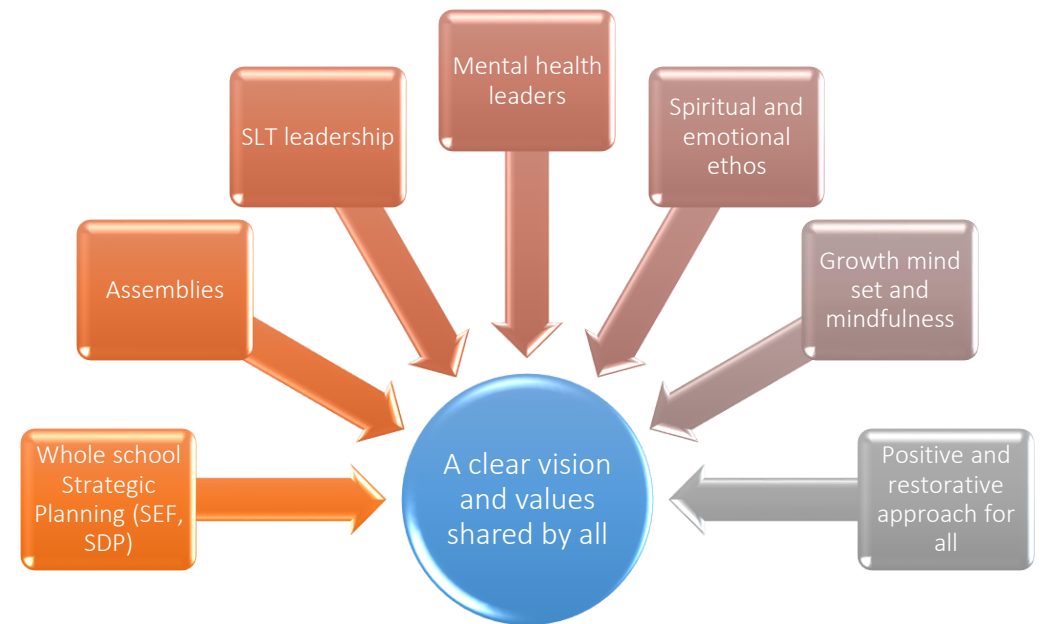 Mental health
leaders
SLT leadership
Spiritual and
emotional
ethos
Assemblies
Growth mind
set and
mindfulness
Whole school
Strategic
Planning (SEF,
SDP)
A clear vision
and values
shared by all
Positive and
restorative
approach for
all